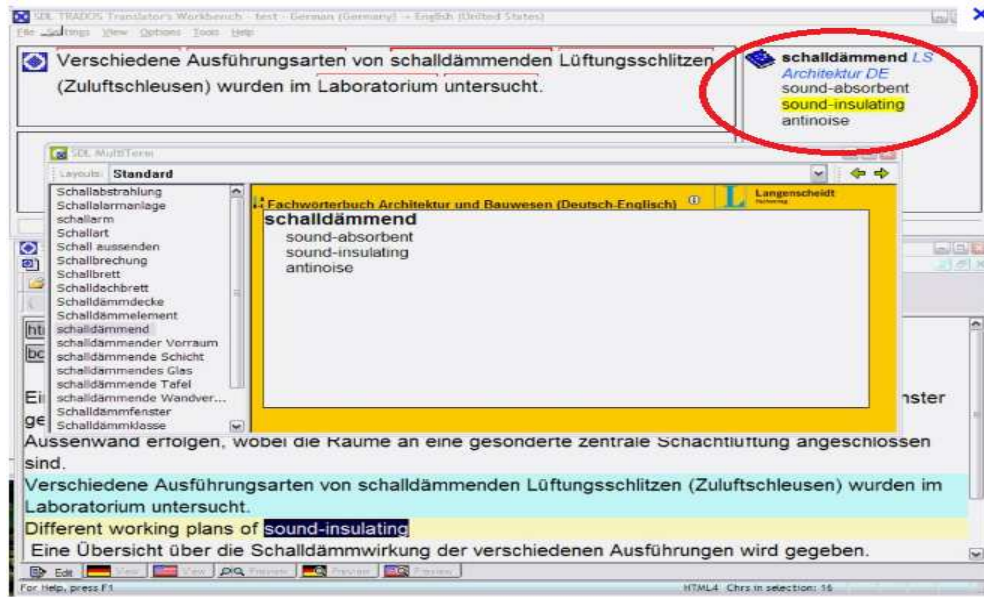 SDL TRADOS Translator's Workbench - test - German (Germany) -> English (United States)
File Settings View Options Tools Help
Verschiedene Ausführungsarten von schalldämmenden Lüftungsschlitzen
(Zuluftschleusen) wurden im Laboratorium untersucht.
schalldämmend LS
Architektur DE
sound-absorbent
sound-insulating
antinoise
SDL MultiTerm
Layouts: Standard
Schallabstrahlung
Schallalarmanlage
schallarm
Schallart
Schall aussenden
Schallbrechung
Schallbrett
Schalldachbrett
Schalldämmdecke
Schalldämmelement
schalldämmend
schalldämmender Vorraum
schalldämmende Schicht
schalldämmendes Glas
schalldämmende Tafel
schalldämmende Wandver...
Schalldämmfenster
Schalldämmklasse
Fachwörterbuch Architektur und Bauwesen (Deutsch-Englisch)
Langenscheidt
schalldämmend
sound-absorbent
sound-insulating
antinoise
Aussenwand erfolgen, wobei die Räume an eine gesonderte zentrale Schachtlüftung angeschlossen
sind.
Verschiedene Ausführungsarten von schalldämmenden Lüftungsschlitzen (Zuluftschleusen) wurden im
Laboratorium untersucht.
Different working plans of sound-insulating
Eine Übersicht über die Schalldämmwirkung der verschiedenen Ausführungen wird gegeben.
Edit View View Preview Preview Preview
For Help, press F1 HTML4 Chrs in selection: 16